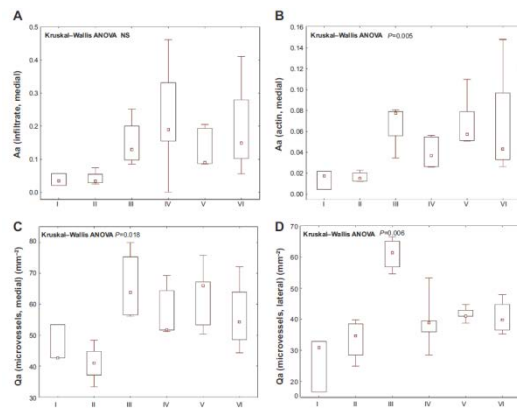 A
Kruskal–Wallis ANOVA NS
Aa (infiltrate, medial)
0.5
0.4
0.3
0.2
0.1
0.0
I II III IV V VI
B
Kruskal–Wallis ANOVA P=0.005
Aa (actin, medial)
0.16
0.14
0.12
0.10
0.08
0.06
0.04
0.02
0.00
I II III IV V VI
C
Kruskal–Wallis ANOVA P=0.018
Qa (microvessels, medial) (mm⁻²)
80
70
60
50
40
30
I II III IV V VI
D
Kruskal–Wallis ANOVA P=0.006
Qa (microvessels, lateral) (mm⁻²)
60
50
40
30
20
10
0
I II III IV V VI